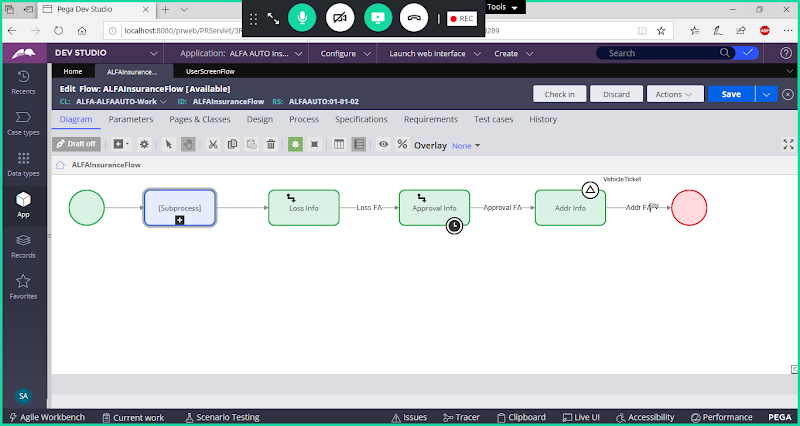 Pega Dev Studio
Tools
REC
localhost:8080/prweb/PRServlet/3F
0289
DEV STUDIO
Application: ALFA AUTO Ins...
Configure
Launch web interface
Create
Search
Home
ALFAInsurance...
UserScreenFlow
Recents
Edit Flow: ALFAInsuranceFlow [Available]
CL: ALFA-ALFAAUTO-Work ID: ALFAInsuranceFlow RS: ALFAAUTO:01-01-02
Check in
Discard
Actions
Save
Case types
Diagram Parameters Pages & Classes Design Process Specifications Requirements Test cases History
Draft off
Overlay None
Data types
ALFAInsuranceFlow
App
VehicleTicket
[Subprocess]
Loss Info
Loss FA
Approval Info
Approval FA
Addr Info
Addr FA
Records
Favorites
SA
Agile Workbench Current work Scenario Testing Issues Tracer Clipboard Live UI Accessibility Performance PEGA